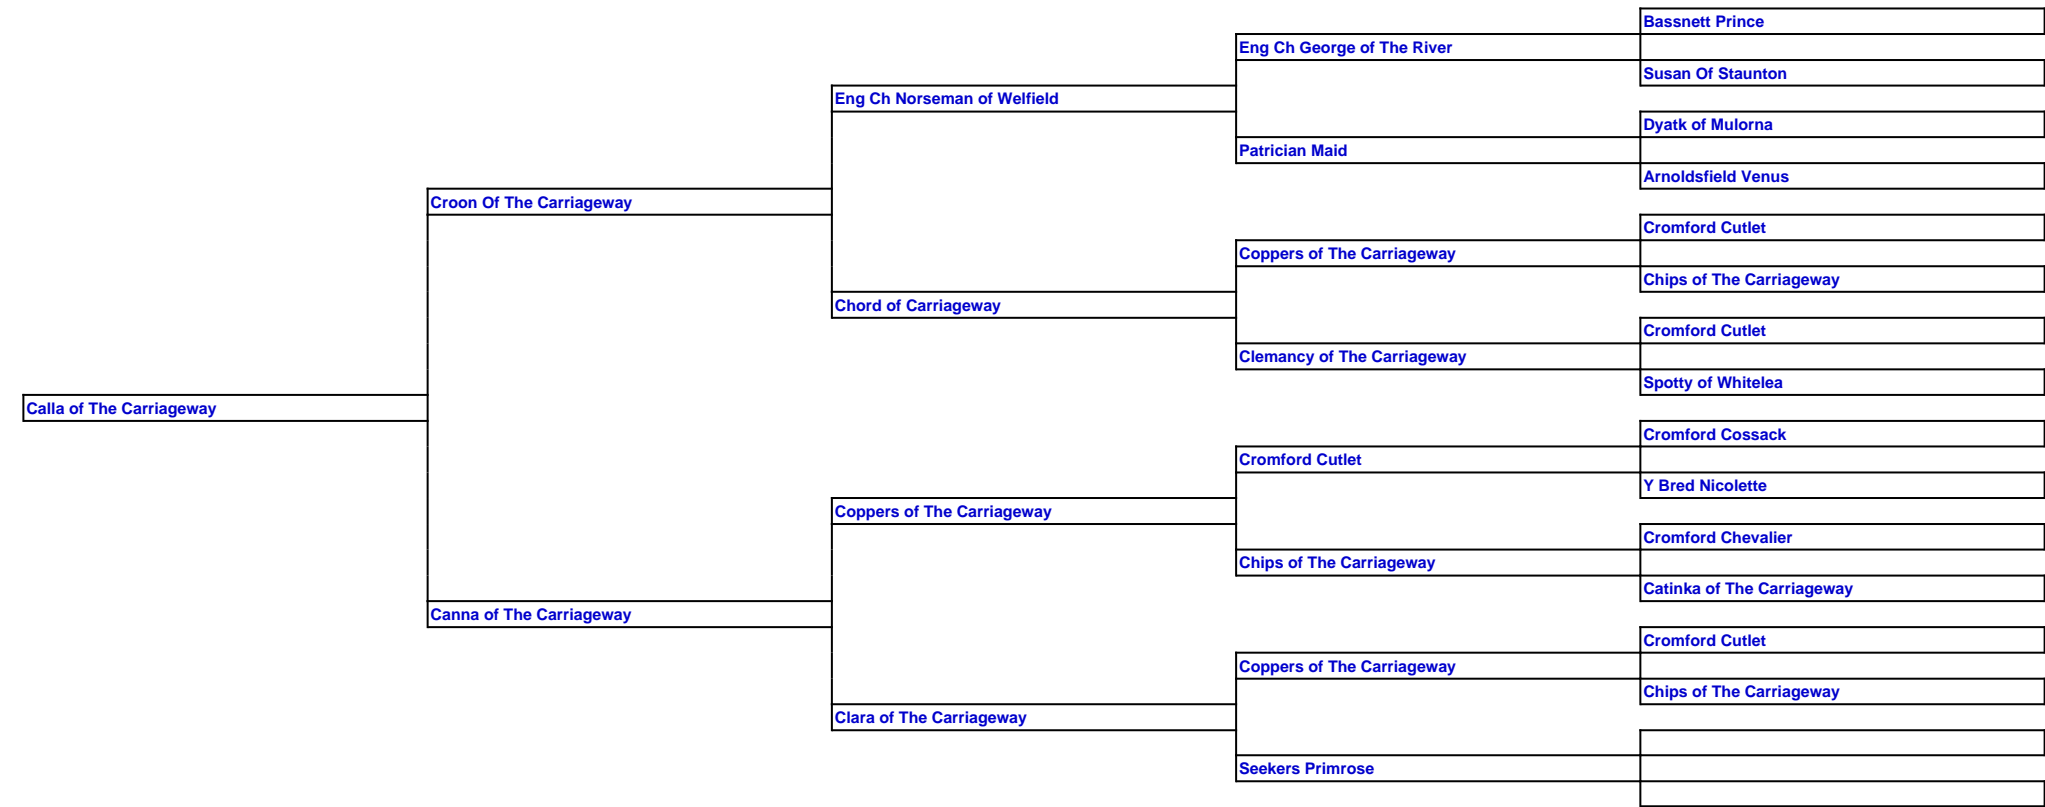 Bassnett Prince
Eng Ch George of The River
Susan Of Staunton
Eng Ch Norseman of Welfield
Dyatk of Mulorna
Patrician Maid
Arnoldsfield Venus
Croon Of The Carriageway
Cromford Cutlet
Coppers of The Carriageway
Chips of The Carriageway
Chord of Carriageway
Cromford Cutlet
Clemancy of The Carriageway
Spotty of Whitelea
Calla of The Carriageway
Cromford Cossack
Cromford Cutlet
Y Bred Nicolette
Coppers of The Carriageway
Cromford Chevalier
Chips of The Carriageway
Catinka of The Carriageway
Canna of The Carriageway
Cromford Cutlet
Coppers of The Carriageway
Chips of The Carriageway
Clara of The Carriageway
Seekers Primrose